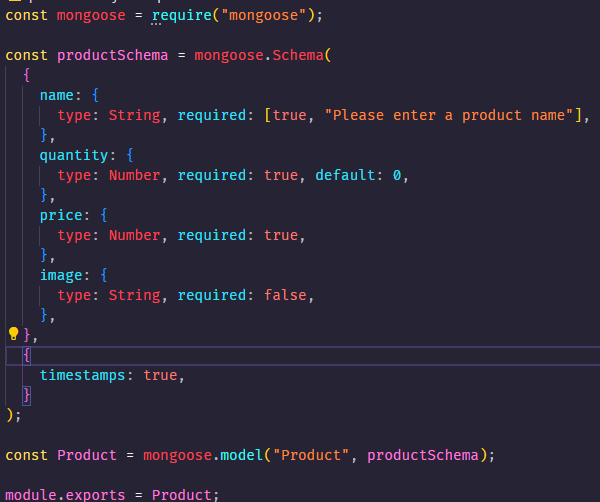 const mongoose = require("mongoose");
const productSchema = mongoose.Schema(
{
name: {
type: String, required: [true, "Please enter a product name"],
},
quantity: {
type: Number, required: true, default: 0,
},
price: {
type: Number, required: true,
},
image: {
type: String, required: false,
},
},
{
timestamps: true,
}
);
const Product = mongoose.model("Product", productSchema);
module.exports = Product;